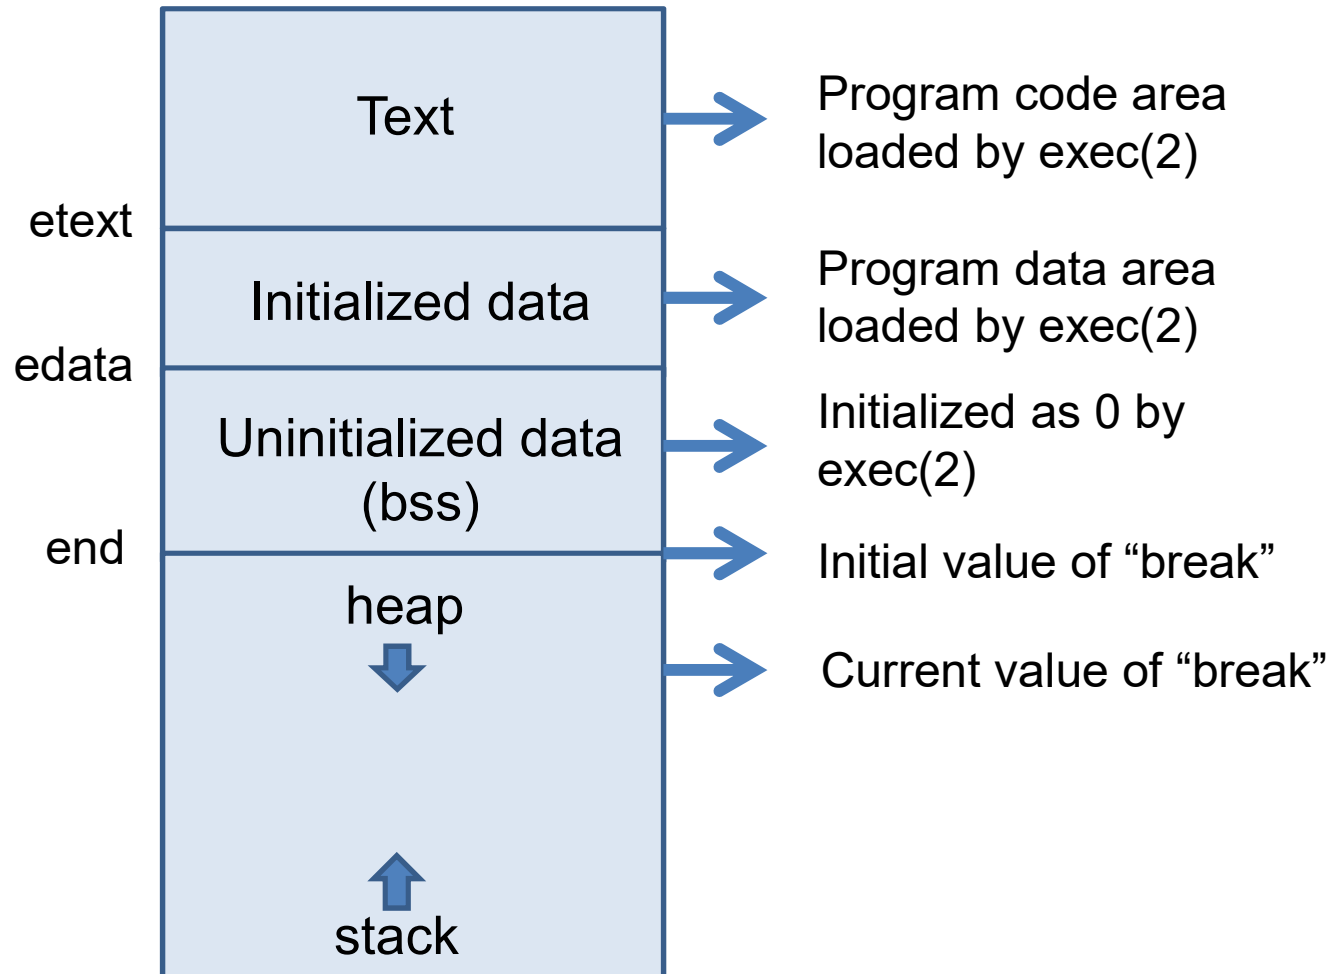 Text
Program code area
loaded by exec(2)
etext
Initialized data
Program data area
loaded by exec(2)
edata
Uninitialized data
(bss)
Initialized as 0 by
exec(2)
end
Initial value of “break”
heap
Current value of “break”
stack